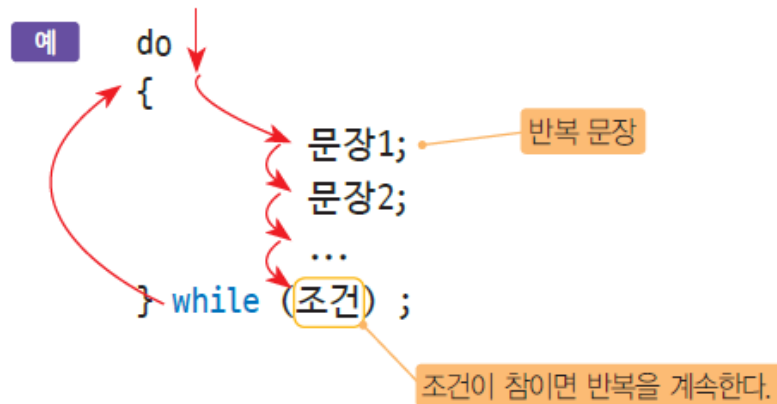 예
do
{
문장1;
반복 문장
문장2;
...
} while (조건) ;
조건이 참이면 반복을 계속한다.